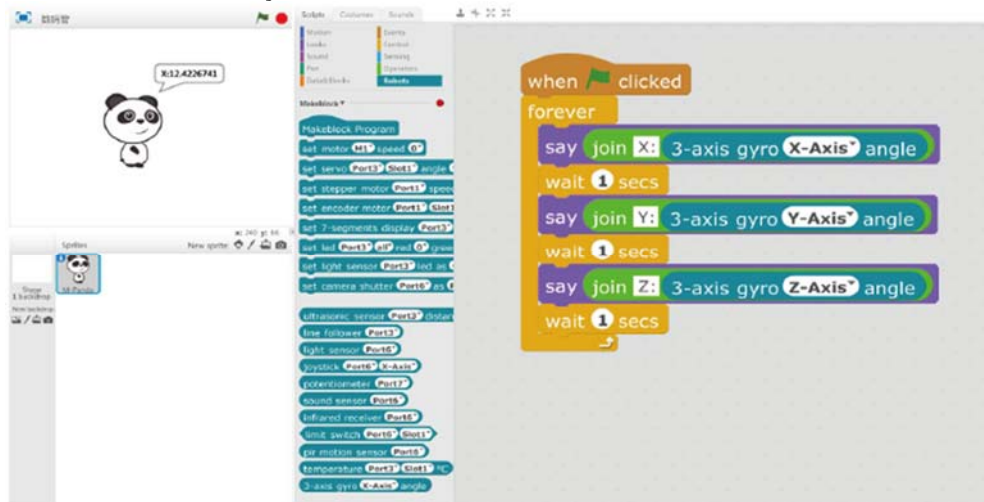 Scripts Costumes Sounds
Motion Events
Looks Control
Sound Sensing
Pen Operators
Data&Blocks Robots
X:12.4226741
Makeblock
Makeblock Program
set motor M1 speed 0
set servo Port3 Slot1 angle
set stepper motor Port1 speed
set encoder motor Port1 Slot1
set 7-segments display Port3
set led Port3 all red 0 green
set light sensor Port3 led as
set camera shutter Port6 as
ultrasonic sensor Port3 distan
line follower Port3
light sensor Port6
joystick Port6 X-Axis
potentiometer Port7
sound sensor Port6
infrared receiver Port6
limit switch Port6 Slot1
pir motion sensor Port6
temperature Port3 Slot1 °C
3-axis gyro X-Axis angle
Sprites New sprite:
Stage
1 backdrop
New backdrop
M-Panda
when clicked
forever
say join X: 3-axis gyro X-Axis angle
wait 1 secs
say join Y: 3-axis gyro Y-Axis angle
wait 1 secs
say join Z: 3-axis gyro Z-Axis angle
wait 1 secs